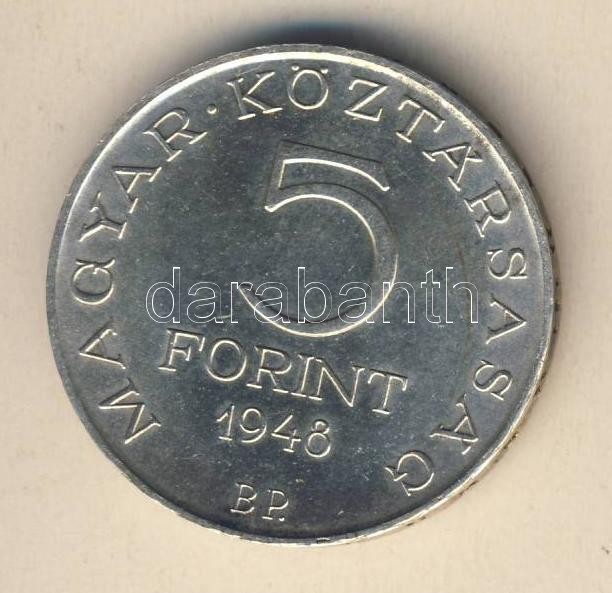 MAGYAR · KÖZTÁRSASÁG
5
darabanth
FORINT
1948
BP.